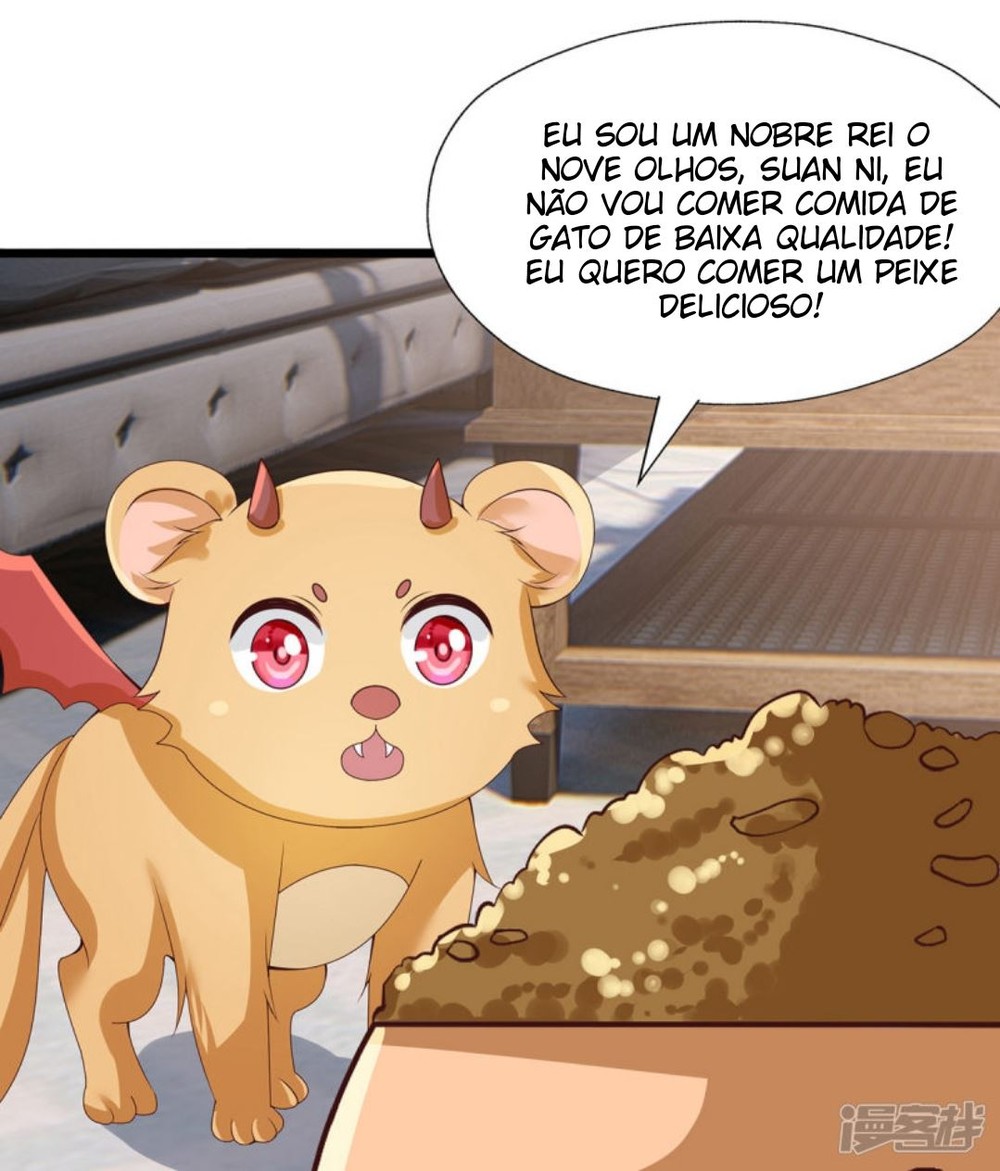 EU SOU UM NOBRE REI O
NOVE OLHOS, SUAN NI, EU
NÃO VOU COMER COMIDA DE
GATO DE BAIXA QUALIDADE!
EU QUERO COMER UM PEIXE
DELICIOSO!
漫客栈